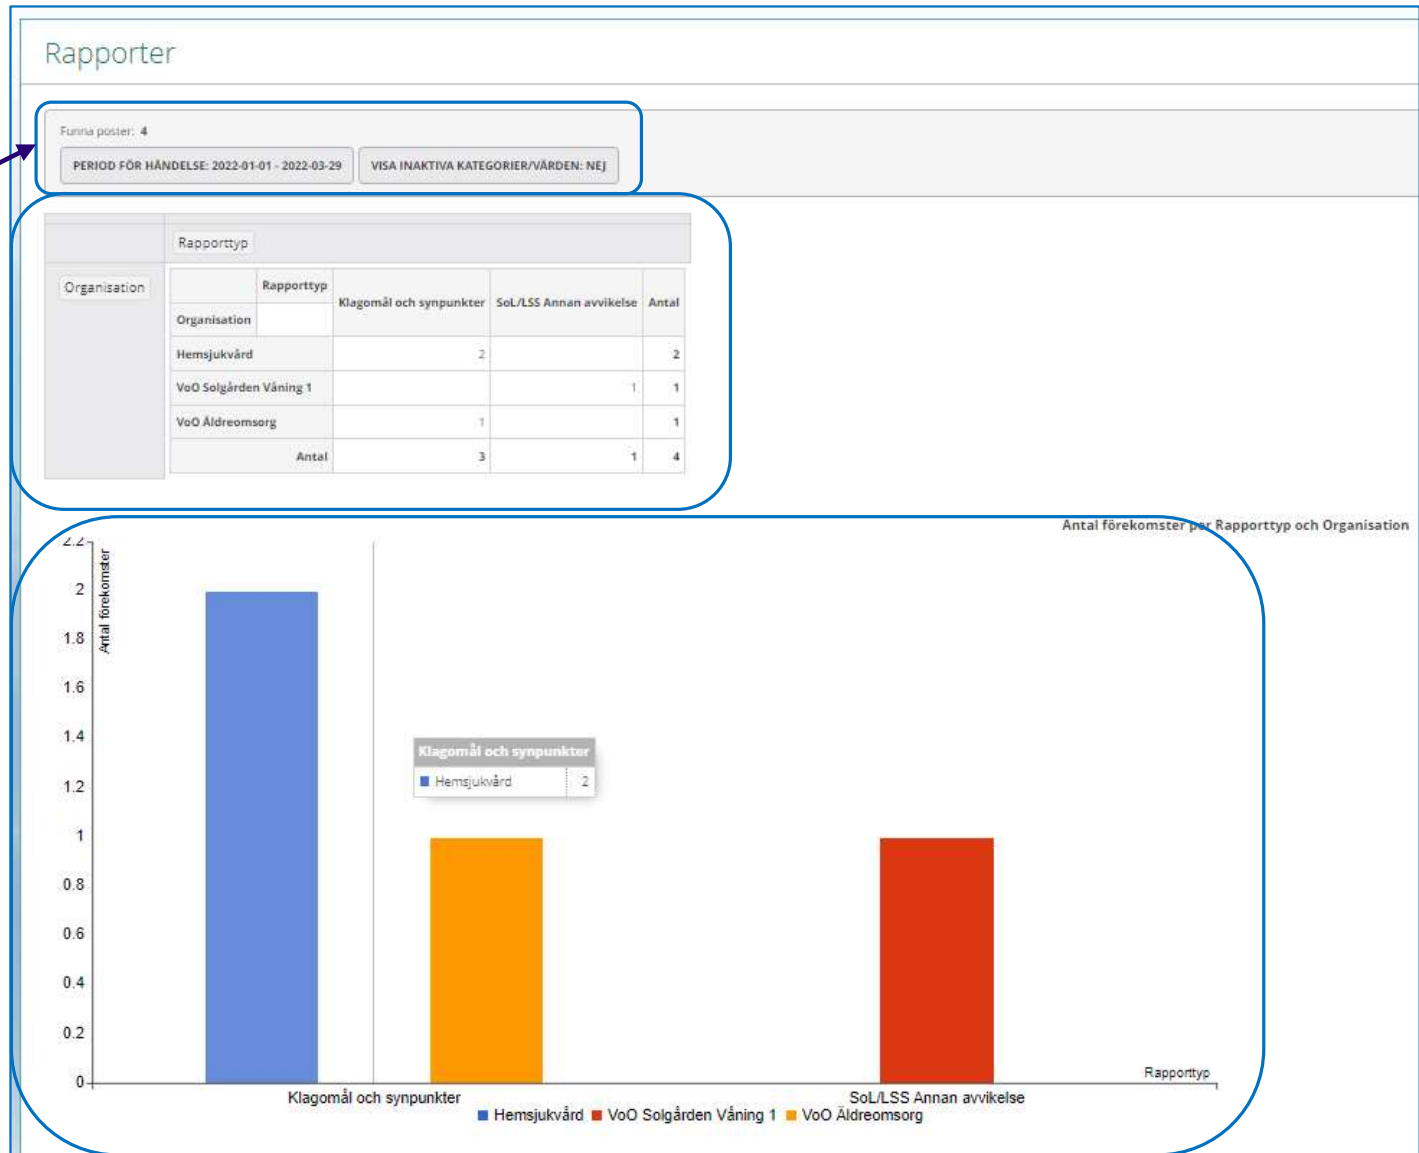 Rapporter
Funna poster: 4
PERIOD FÖR HÄNDELSE: 2022-01-01 - 2022-03-29 VISA INAKTIVA KATEGORIER/VÄRDEN: NEJ
Rapporttyp
Organisation
Rapporttyp Klagomål och synpunkter SoL/LSS Annan avvikelse Antal
Organisation
Hemsjukvård 2 2
VoO Solgården Våning 1 1 1
VoO Äldreomsorg 1 1
Antal 3 1 4
Antal förekomster per Rapporttyp och Organisation
2.2
Antal förekomster
2
1.8
1.6
1.4
Klagomål och synpunkter
Hemsjukvård 2
1.2
1
0.8
0.6
0.4
0.2
0
Rapporttyp
Klagomål och synpunkter SoL/LSS Annan avvikelse
Hemsjukvård VoO Solgården Våning 1 VoO Äldreomsorg